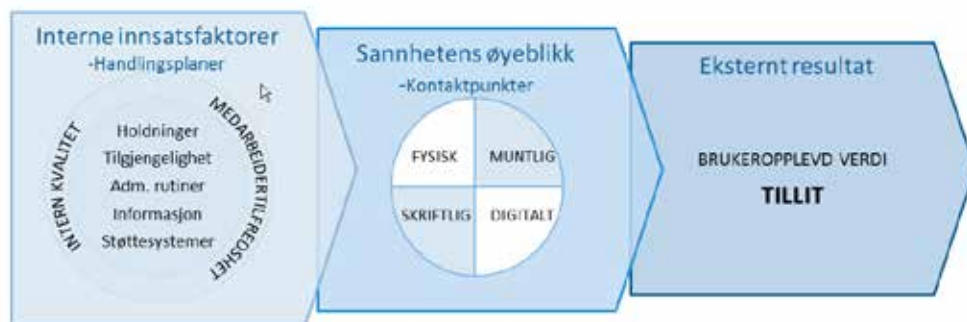 Interne innsatsfaktorer
-Handlingsplaner
INTERN KVALITET
Holdninger
Tilgjengelighet
Adm. rutiner
Informasjon
Støttesystemer
MEDARBEIDERTILFREDSHET
Sannhetens øyeblikk
-Kontaktpunkter
FYSISK
MUNTLIG
SKRIFTLIG
DIGITALT
Eksternt resultat
BRUKEROPPLEVD VERDI
TILLIT